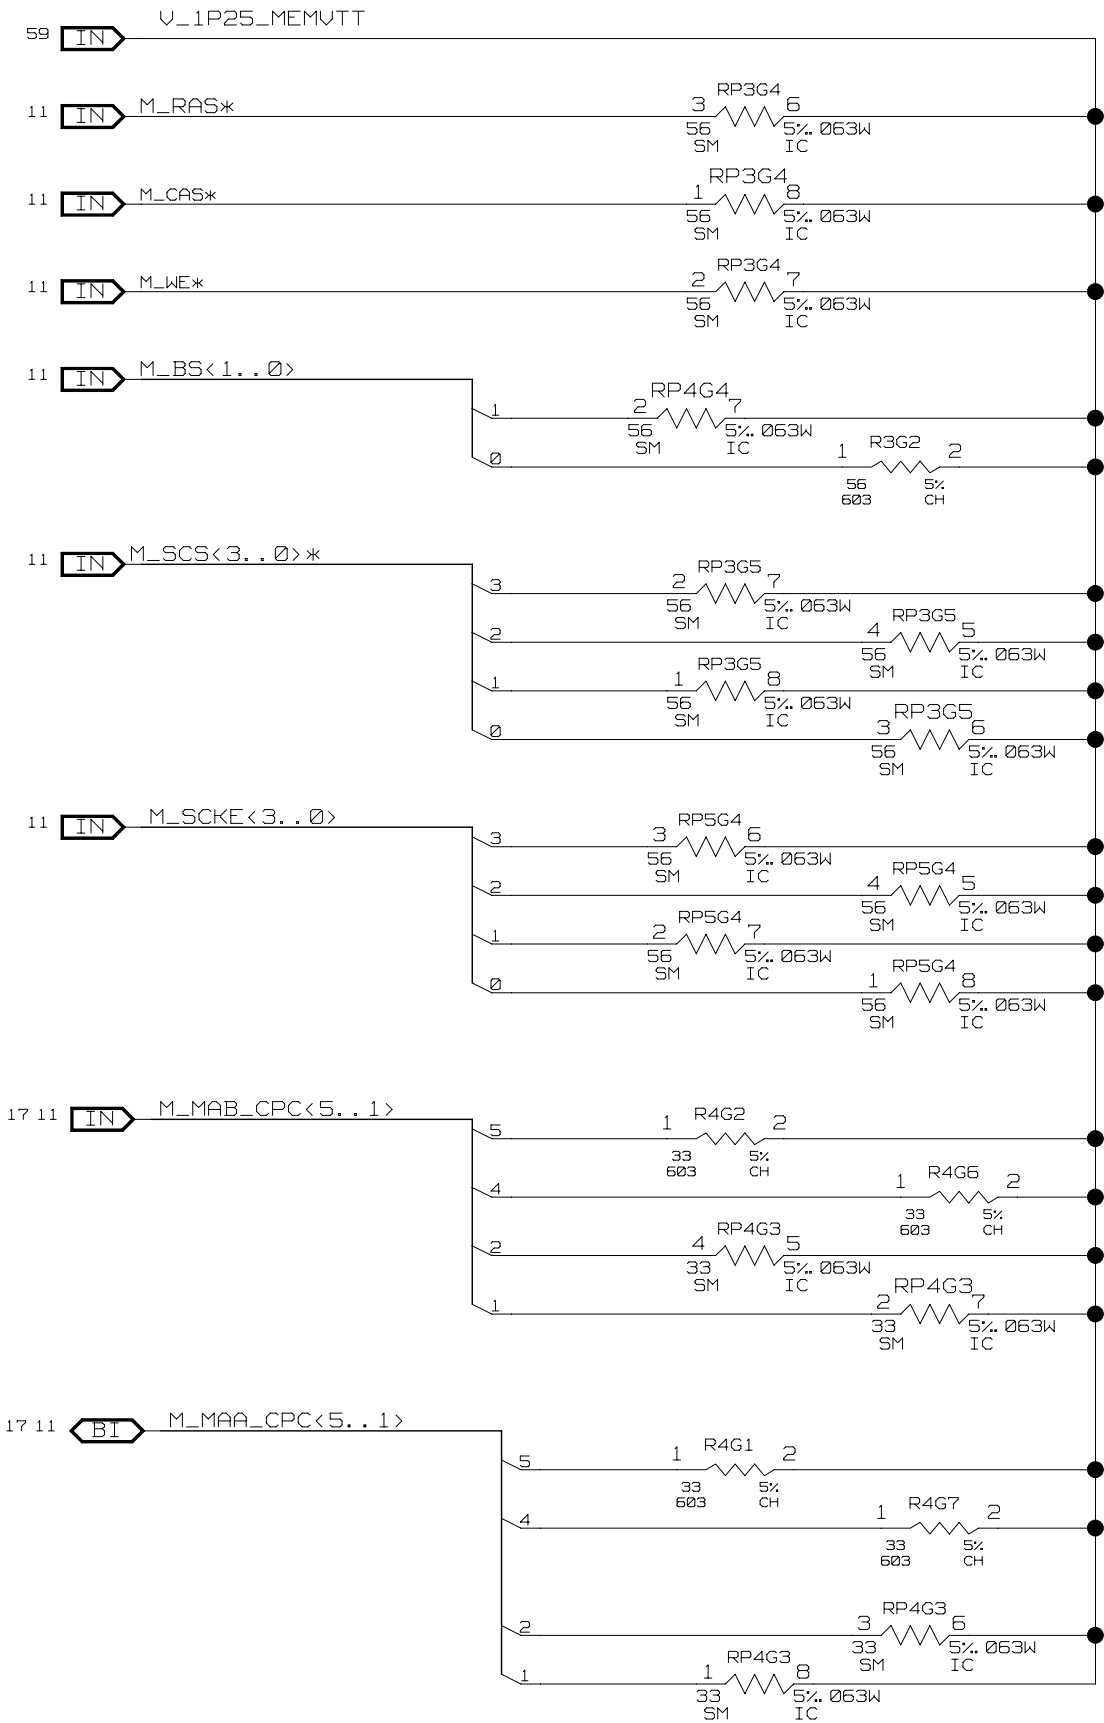 V_1P25_MEMVTT
59 IN
RP3G4
11 IN M_RAS* 3 6
56 5%.. 063W
SM IC
RP3G4
11 IN M_CAS* 1 8
56 5%.. 063W
SM IC
RP3G4
11 IN M_WE* 2 7
56 5%.. 063W
SM IC
11 IN M_BS<1..0>
RP4G4
1 2 7
56 5%.. 063W
SM IC
R3G2
0 1 2
56 5%
603 CH
11 IN M_SCS<3..0>*
RP3G5
3 2 7
56 5%.. 063W
SM IC
RP3G5
2 4 5
56 5%.. 063W
SM IC
RP3G5
1 1 8
56 5%.. 063W
SM IC
RP3G5
0 3 6
56 5%.. 063W
SM IC
11 IN M_SCKE<3..0>
RP5G4
3 3 6
56 5%.. 063W
SM IC
RP5G4
2 4 5
56 5%.. 063W
SM IC
RP5G4
1 2 7
56 5%.. 063W
SM IC
RP5G4
0 1 8
56 5%.. 063W
SM IC
17 11 IN M_MAB_CPC<5..1>
R4G2
5 1 2
33 5%
603 CH
R4G6
4 1 2
33 5%
603 CH
RP4G3
2 4 5
33 5%.. 063W
SM IC
RP4G3
1 2 7
33 5%.. 063W
SM IC
17 11 BI M_MAA_CPC<5..1>
R4G1
5 1 2
33 5%
603 CH
R4G7
4 1 2
33 5%
603 CH
RP4G3
2 3 6
33 5%.. 063W
SM IC
RP4G3
1 1 8
33 5%.. 063W
SM IC